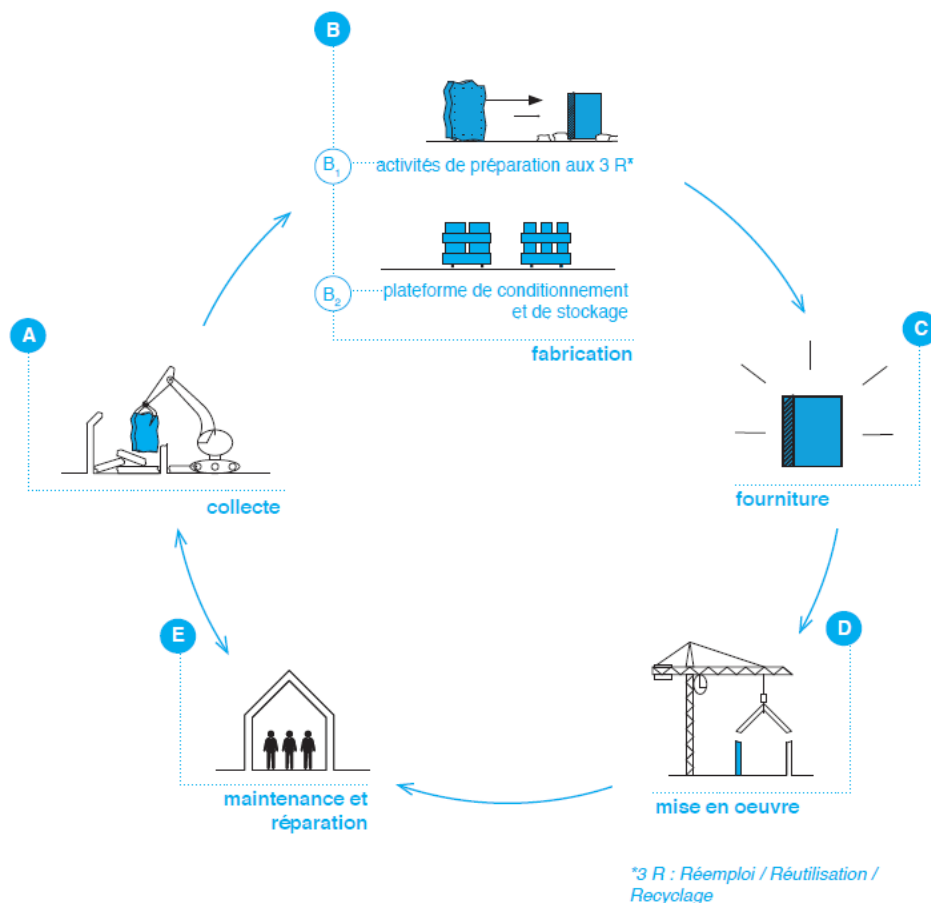 B
B1
activités de préparation aux 3 R*
B2
plateforme de conditionnement
et de stockage
fabrication
A
collecte
C
fourniture
D
mise en oeuvre
E
maintenance et
réparation
*3 R : Réemploi / Réutilisation /
Recyclage